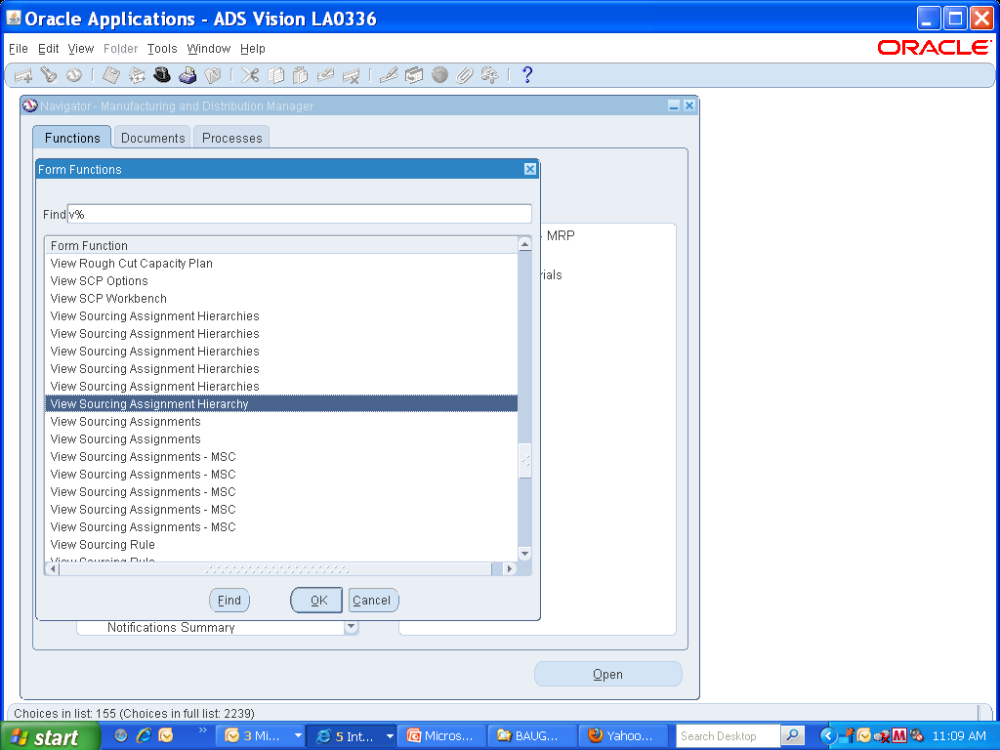 Oracle Applications - ADS Vision LA0336
File Edit View Folder Tools Window Help
ORACLE
Navigator - Manufacturing and Distribution Manager
Functions Documents Processes
Form Functions
Find v%
- MRP
Form Function
View Rough Cut Capacity Plan
rials
View SCP Options
View SCP Workbench
View Sourcing Assignment Hierarchies
View Sourcing Assignment Hierarchies
View Sourcing Assignment Hierarchies
View Sourcing Assignment Hierarchies
View Sourcing Assignment Hierarchies
View Sourcing Assignment Hierarchy
View Sourcing Assignments
View Sourcing Assignments
View Sourcing Assignments - MSC
View Sourcing Assignments - MSC
View Sourcing Assignments - MSC
View Sourcing Assignments - MSC
View Sourcing Assignments - MSC
View Sourcing Rule
View Sourcing Rule
Find OK Cancel
Notifications Summary
Open
Choices in list: 155 (Choices in full list: 2239)
start 3 Mi... 5 Int... Micros... BAUG... Yahoo... Search Desktop 11:09 AM